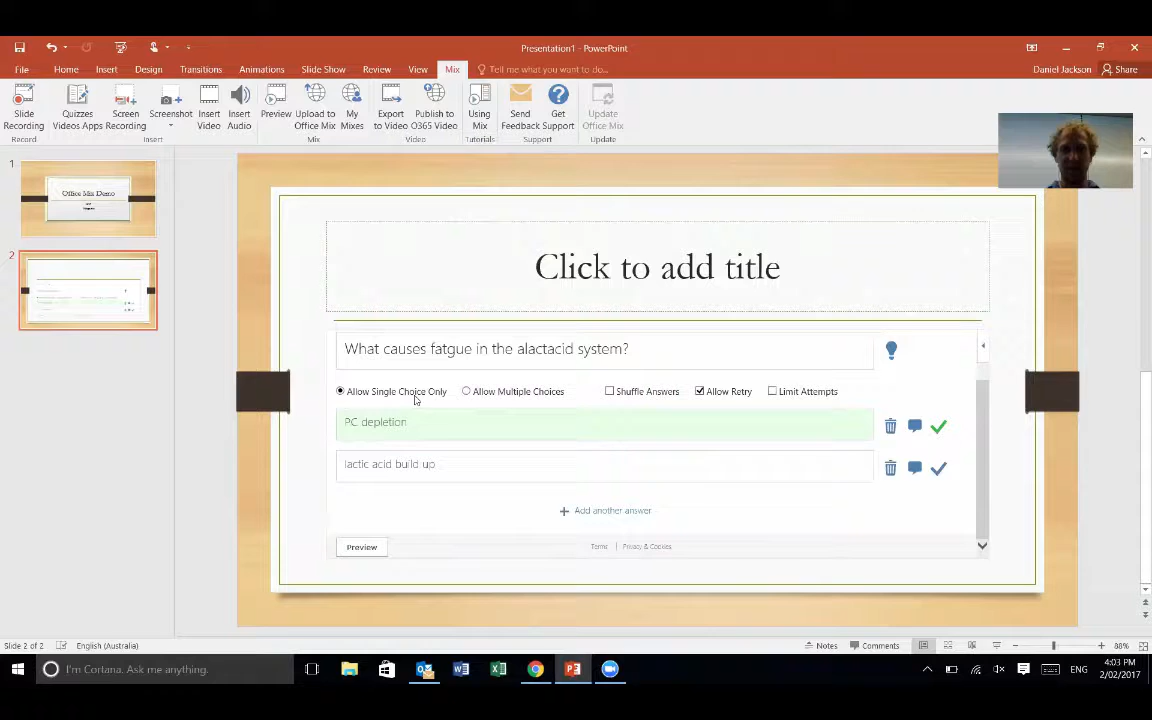 Presentation1 - PowerPoint
File Home Insert Design Transitions Animations Slide Show Review View Mix Tell me what you want to do... Daniel Jackson Share
Slide Recording
Quizzes Videos Apps
Screen Recording
Screenshot
Insert Video
Insert Audio
Preview
Upload to Office Mix
My Mixes
Export to Video
Publish to O365 Video
Using Mix
Send Feedback
Get Support
Update Office Mix
Record Insert Mix Video Tutorials Support Update
1
Office Mix Demo
2
Click to add title
What causes fatgue in the alactacid system?
Allow Single Choice Only Allow Multiple Choices Shuffle Answers Allow Retry Limit Attempts
PC depletion
lactic acid build up
Add another answer
Preview Terms | Privacy & Cookies
Slide 2 of 2 English (Australia) Notes Comments 88%
I'm Cortana. Ask me anything. ENG 4:03 PM
2/02/2017